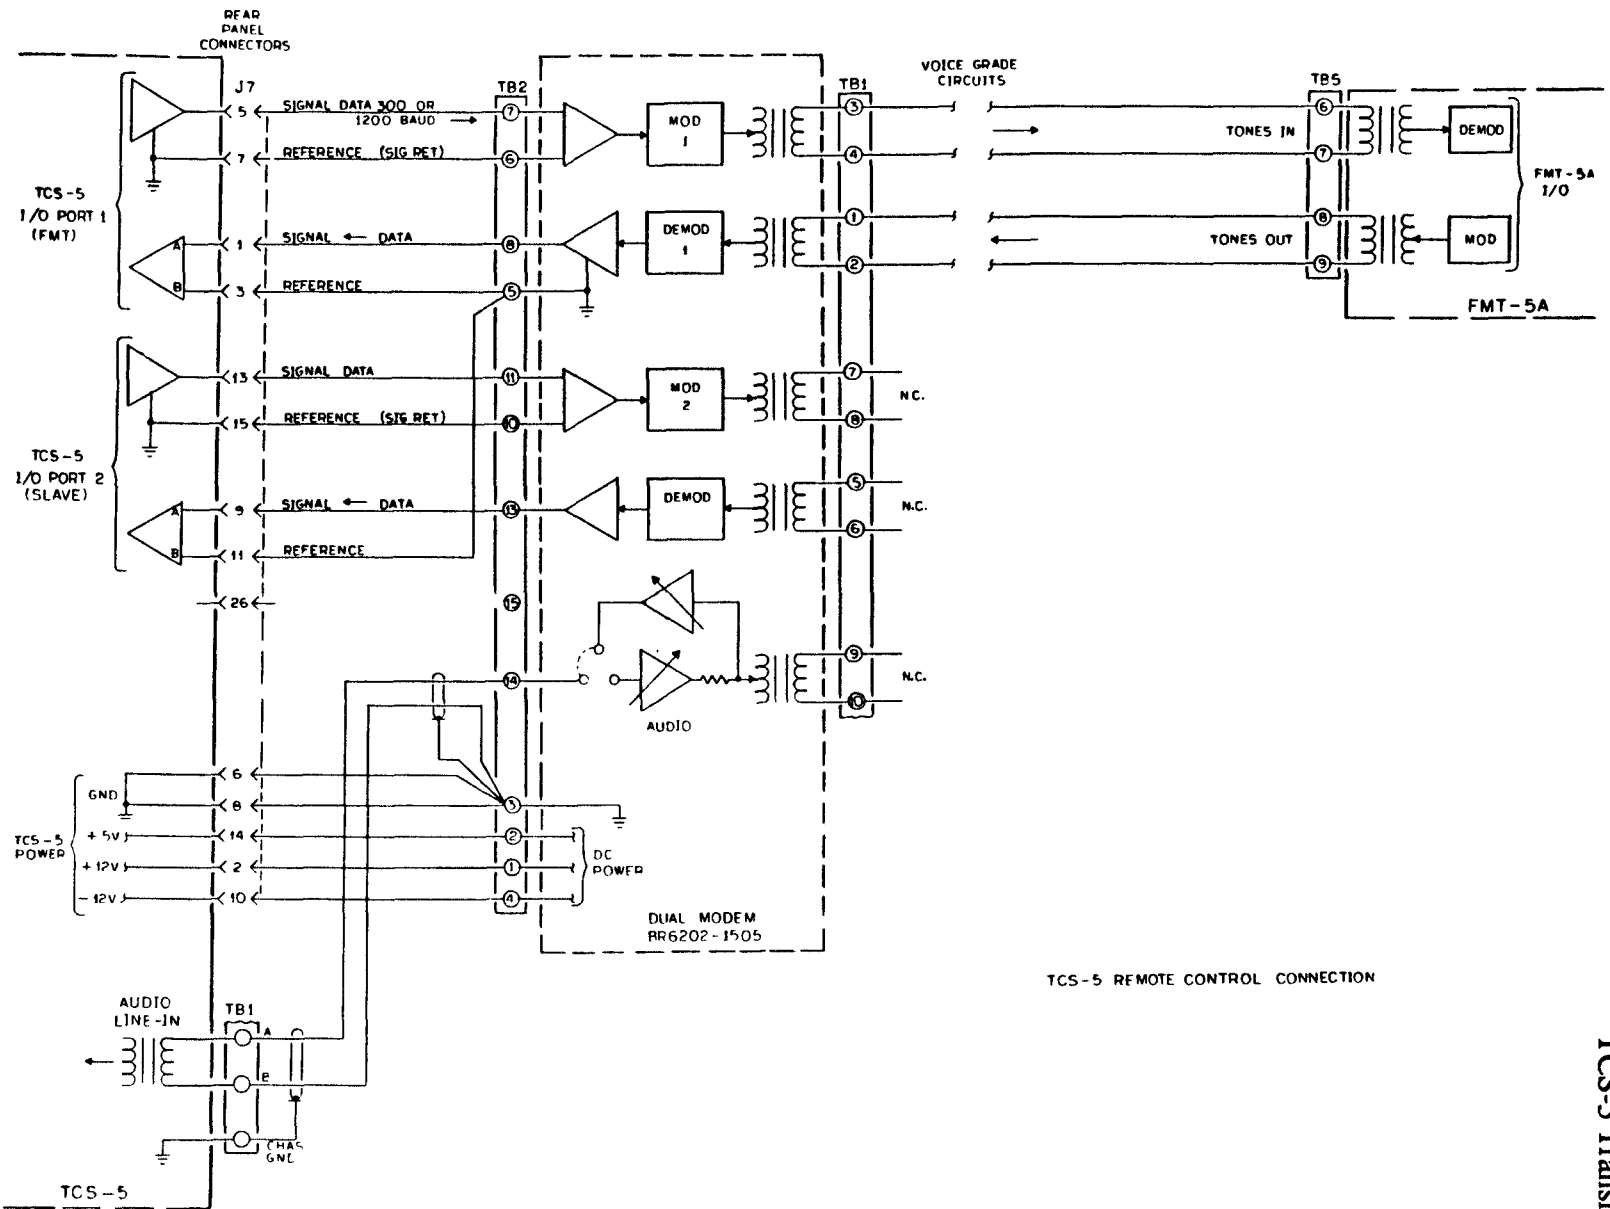 REAR
PANEL
CONNECTORS
J7
TB2
TB1
VOICE GRADE
CIRCUITS
TB5
5
SIGNAL DATA 300 OR
1200 BAUD
7
MOD
1
3
6
TONES IN
DEMOD
7
REFERENCE (SIG RET)
6
4
7
FMT-5A
I/O
TCS-5
I/O PORT 1
(FMT)
A
1
SIGNAL ← DATA
8
DEMOD
1
1
8
TONES OUT
MOD
B
3
REFERENCE
5
2
9
FMT-5A
13
SIGNAL DATA
11
MOD
2
7
N.C.
15
REFERENCE (SIG RET)
10
8
TCS-5
I/O PORT 2
(SLAVE)
A
9
SIGNAL ← DATA
13
DEMOD
5
N.C.
B
11
REFERENCE
6
26
15
14
AUDIO
9
N.C.
10
6
GND
8
3
TCS-5
POWER
+5V
14
2
+12V
2
1
DC
POWER
-12V
10
4
DUAL MODEM
BR6202-1505
TCS-5 REMOTE CONTROL CONNECTION
AUDIO
LINE-IN
TB1
A
B
CHAS
GND
TCS-5